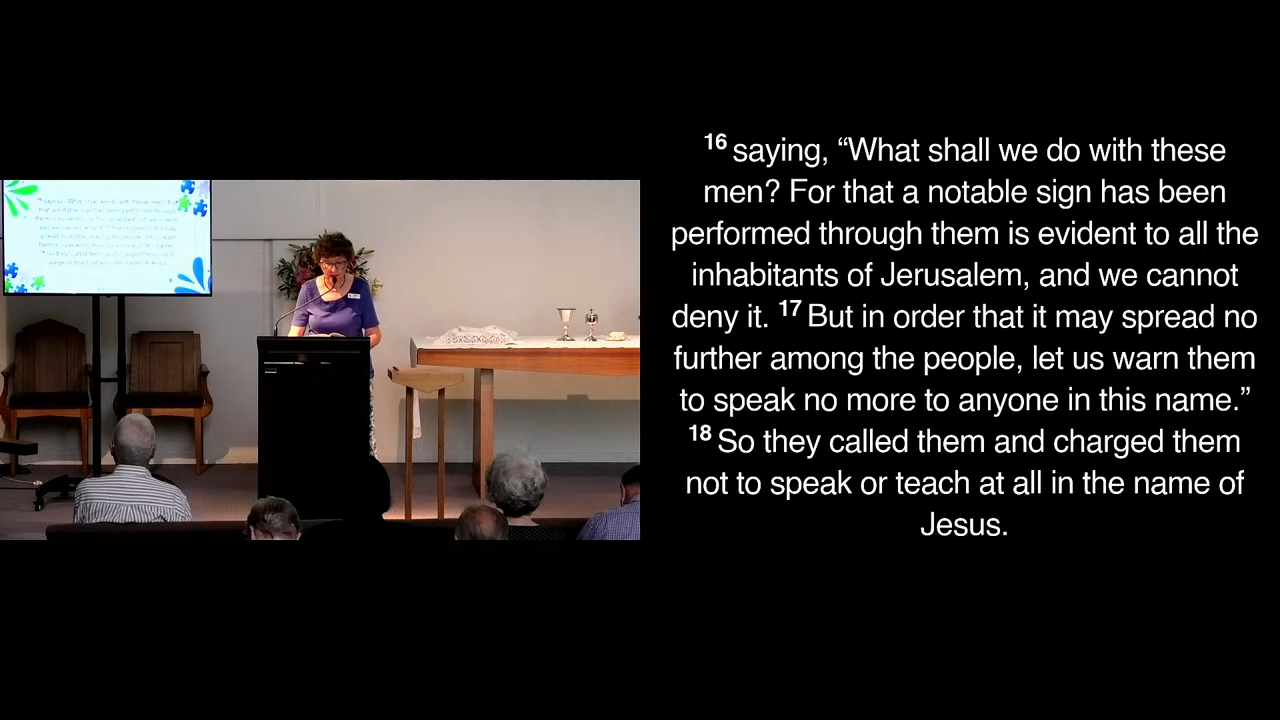 16 saying, “What shall we do with these
men? For that a notable sign has been
performed through them is evident to all the
inhabitants of Jerusalem, and we cannot
deny it. 17 But in order that it may spread no
further among the people, let us warn them
to speak no more to anyone in this name.”
18 So they called them and charged them
not to speak or teach at all in the name of
Jesus.